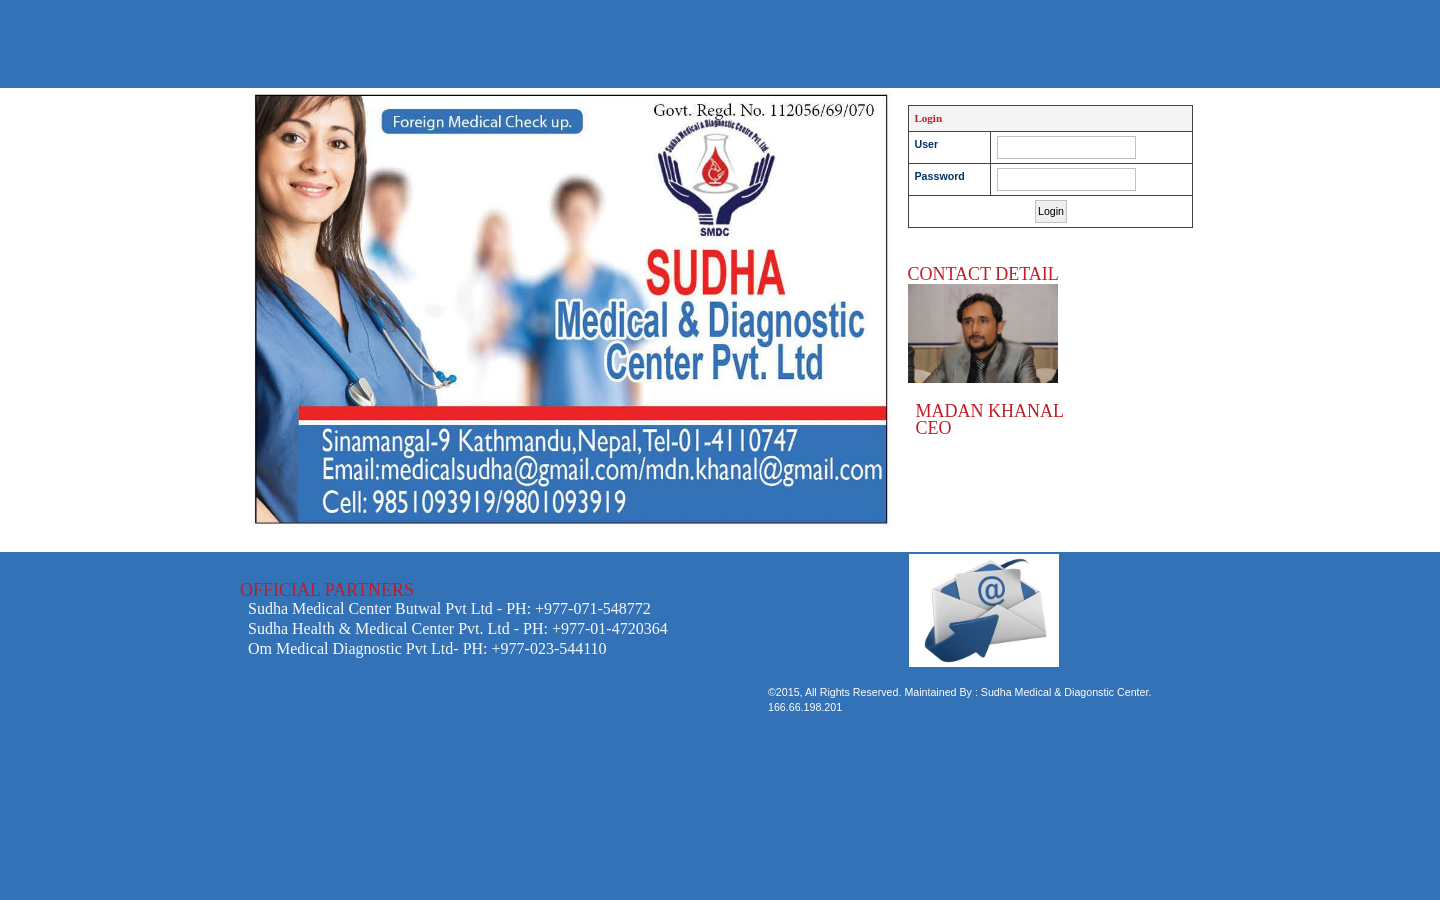 Foreign Medical Check up.
Govt. Regd. No. 112056/69/070
Sudha Medical & Diagnostic Centre Pvt. Ltd
SMDC
SUDHA
Medical & Diagnostic
Center Pvt. Ltd
Sinamangal-9 Kathmandu,Nepal,Tel-01-4110747
Email:medicalsudha@gmail.com/mdn.khanal@gmail.com
Cell: 9851093919/9801093919
Login
User
Password
Login
CONTACT DETAIL
MADAN KHANAL
CEO
OFFICIAL PARTNERS
Sudha Medical Center Butwal Pvt Ltd - PH: +977-071-548772
Sudha Health & Medical Center Pvt. Ltd - PH: +977-01-4720364
Om Medical Diagnostic Pvt Ltd- PH: +977-023-544110
@
©2015, All Rights Reserved. Maintained By : Sudha Medical & Diagonstic Center.
166.66.198.201